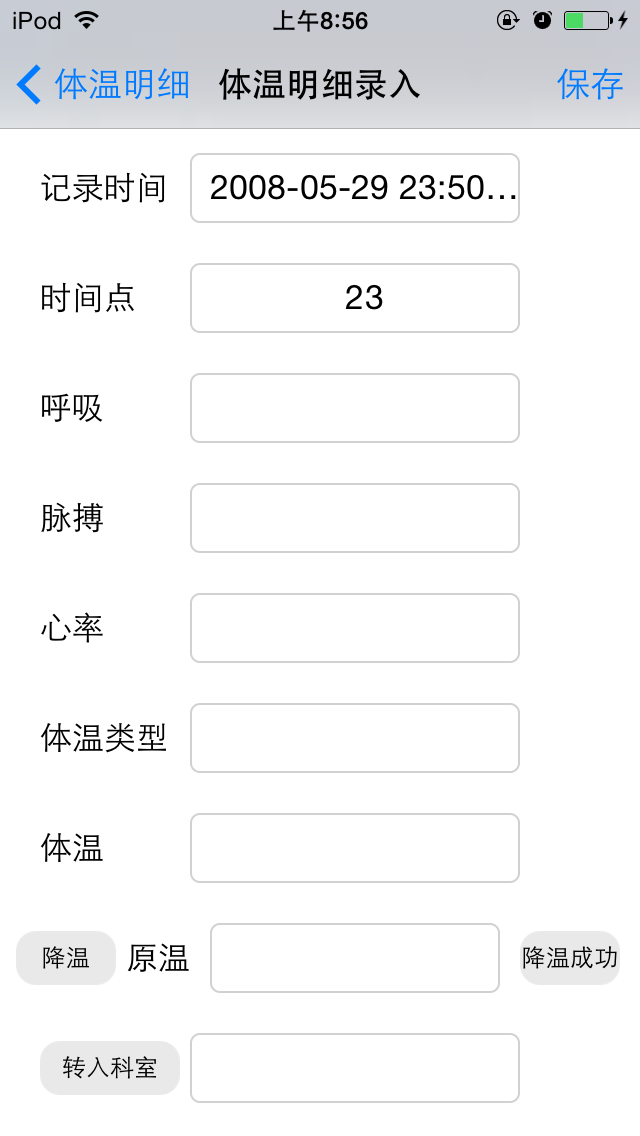 iPod 上午8:56
体温明细 体温明细录入 保存
记录时间 2008-05-29 23:50...
时间点 23
呼吸
脉搏
心率
体温类型
体温
降温 原温 降温成功
转入科室